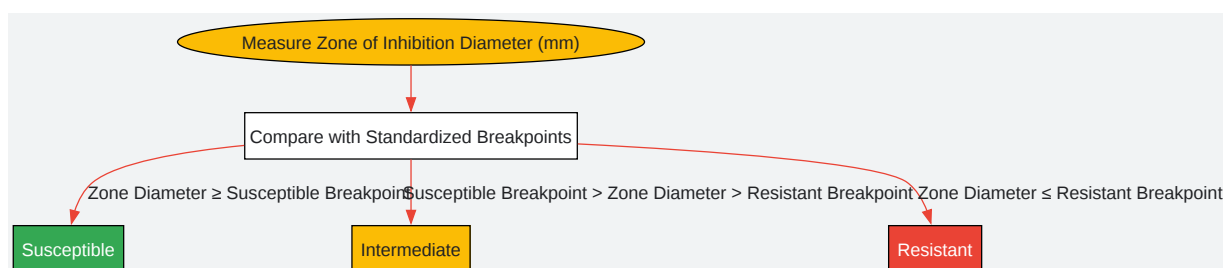 Measure Zone of Inhibition Diameter (mm)
Compare with Standardized Breakpoints
Zone Diameter ≥ Susceptible Breakpoint
Susceptible Breakpoint > Zone Diameter > Resistant Breakpoint
Zone Diameter ≤ Resistant Breakpoint
Susceptible
Intermediate
Resistant